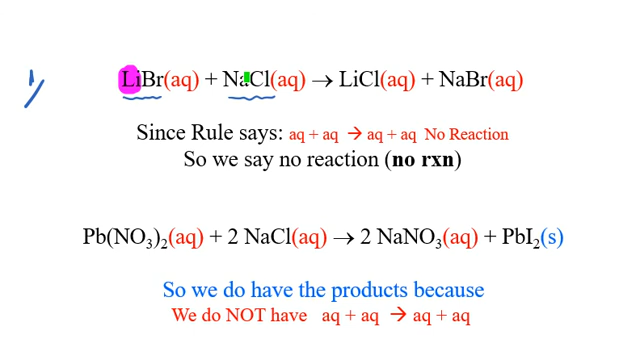 1,
LiBr(aq) + NaCl(aq) → LiCl(aq) + NaBr(aq)
Since Rule says: aq + aq → aq + aq No Reaction
So we say no reaction (no rxn)
Pb(NO₃)₂(aq) + 2 NaCl(aq) → 2 NaNO₃(aq) + PbI₂(s)
So we do have the products because
We do NOT have aq + aq → aq + aq